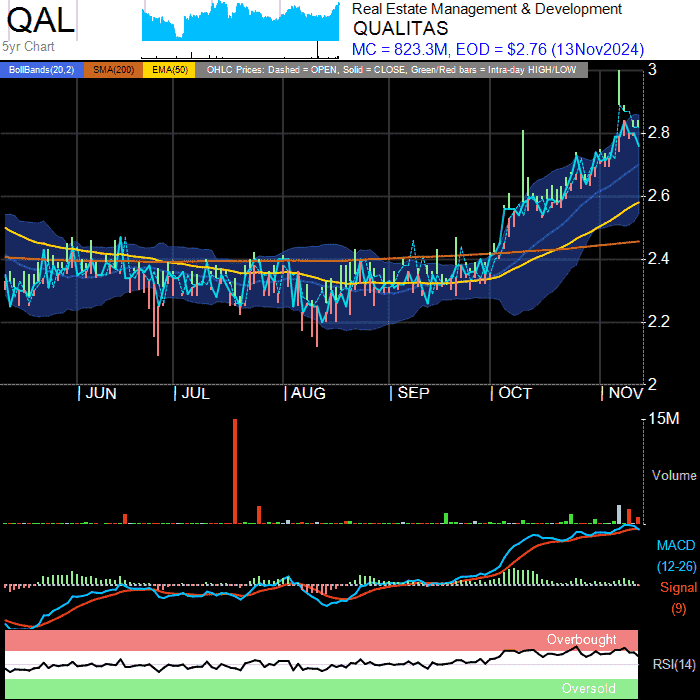 QAL
5yr Chart
Real Estate Management & Development
QUALITAS
MC = 823.3M, EOD = $2.76 (13Nov2024)
BollBands(20,2) SMA(200) EMA(50) OHLC Prices: Dashed = OPEN, Solid = CLOSE, Green/Red bars = Intra-day HIGH/LOW
3
2.8
2.6
2.4
2.2
2
| JUN | JUL | AUG | SEP | OCT | NOV
15M
Volume
MACD
(12-26)
Signal
(9)
Overbought
RSI(14)
Oversold